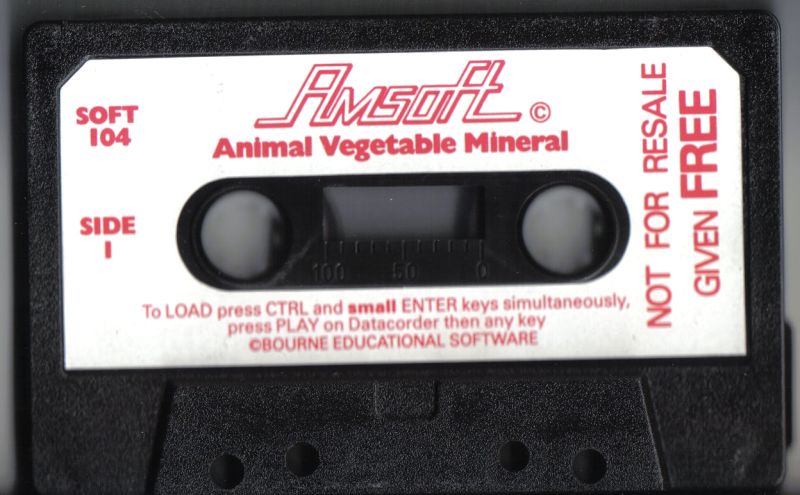 Amsoft ©
Animal Vegetable Mineral
SOFT
104
SIDE
1
100 50 0
To LOAD press CTRL and small ENTER keys simultaneously,
press PLAY on Datacorder then any key
©BOURNE EDUCATIONAL SOFTWARE
NOT FOR RESALE
GIVEN FREE